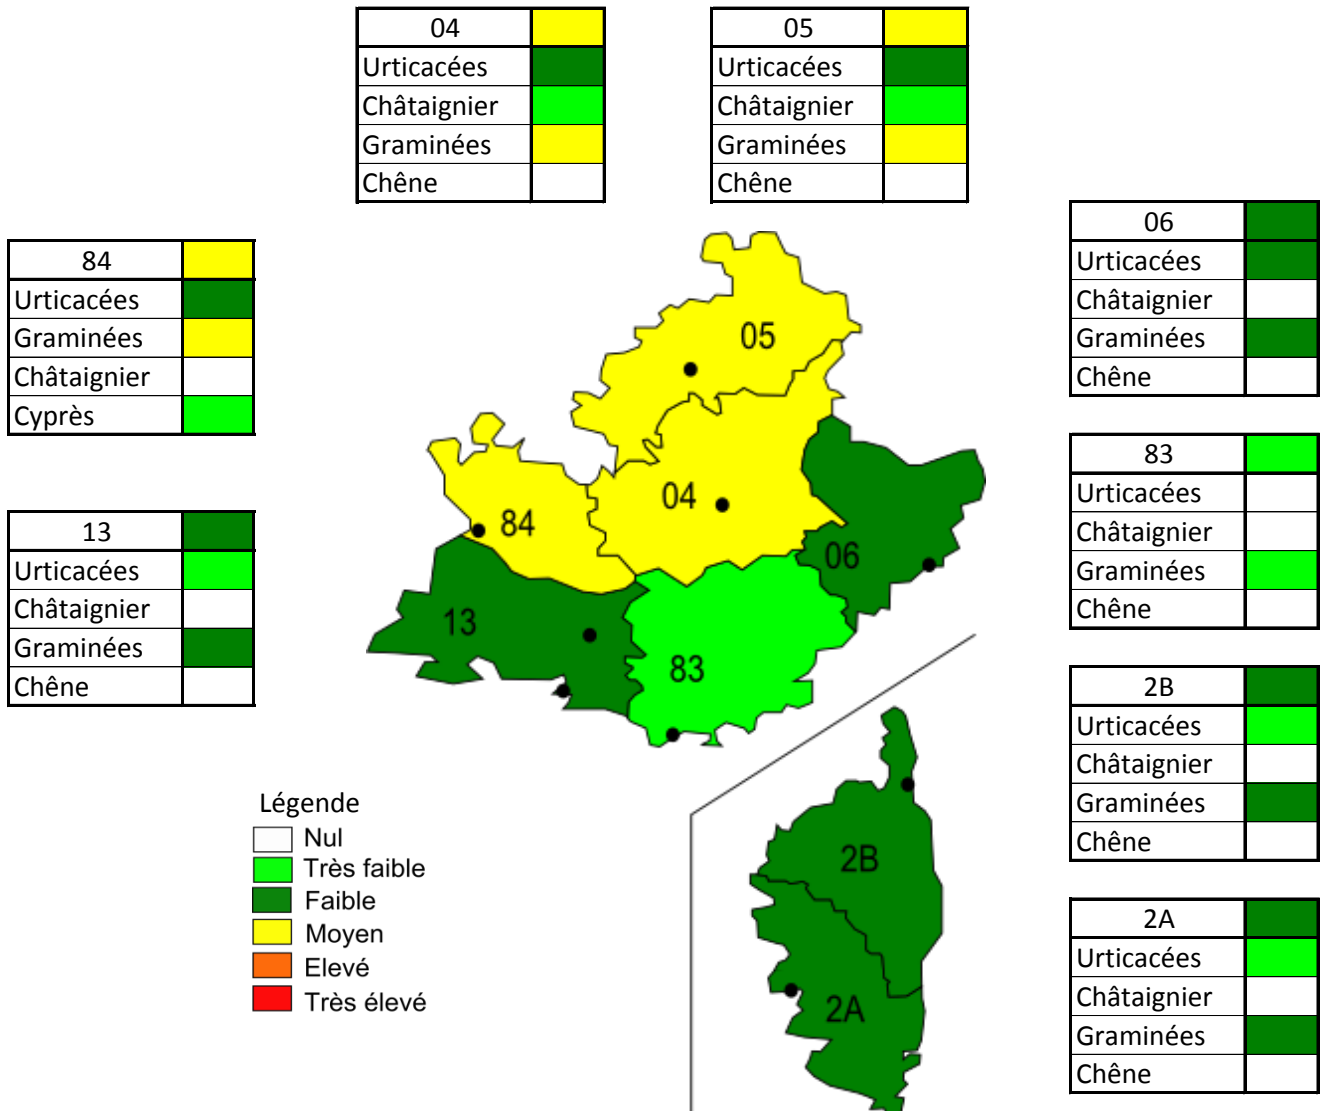 04
Urticacées
Châtaignier
Graminées
Chêne
05
Urticacées
Châtaignier
Graminées
Chêne
84
Urticacées
Graminées
Châtaignier
Cyprès
13
Urticacées
Châtaignier
Graminées
Chêne
05
04
84
06
13
83
2B
2A
06
Urticacées
Châtaignier
Graminées
Chêne
83
Urticacées
Châtaignier
Graminées
Chêne
2B
Urticacées
Châtaignier
Graminées
Chêne
2A
Urticacées
Châtaignier
Graminées
Chêne
Légende
Nul
Très faible
Faible
Moyen
Elevé
Très élevé